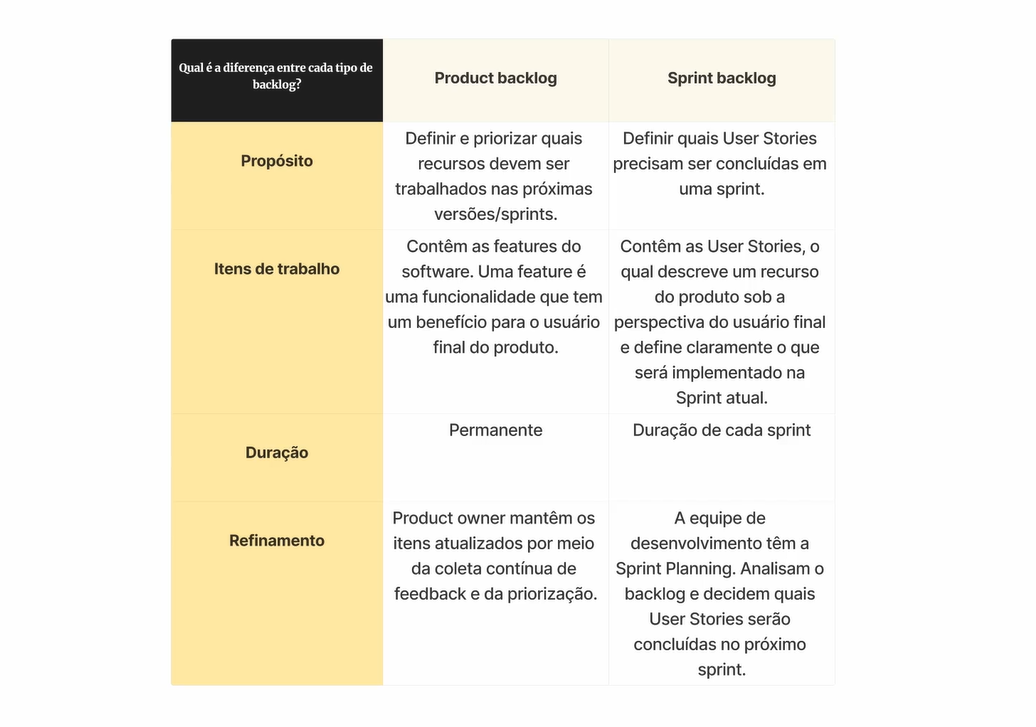 Qual é a diferença entre cada tipo de
backlog?
Product backlog
Sprint backlog
Propósito
Definir e priorizar quais
recursos devem ser
trabalhados nas próximas
versões/sprints.
Definir quais User Stories
precisam ser concluídas em
uma sprint.
Itens de trabalho
Contêm as features do
software. Uma feature é
uma funcionalidade que tem
um benefício para o usuário
final do produto.
Contêm as User Stories, o
qual descreve um recurso
do produto sob a
perspectiva do usuário final
e define claramente o que
será implementado na
Sprint atual.
Duração
Permanente
Duração de cada sprint
Refinamento
Product owner mantêm os
itens atualizados por meio
da coleta contínua de
feedback e da priorização.
A equipe de
desenvolvimento têm a
Sprint Planning. Analisam o
backlog e decidem quais
User Stories serão
concluídas no próximo
sprint.